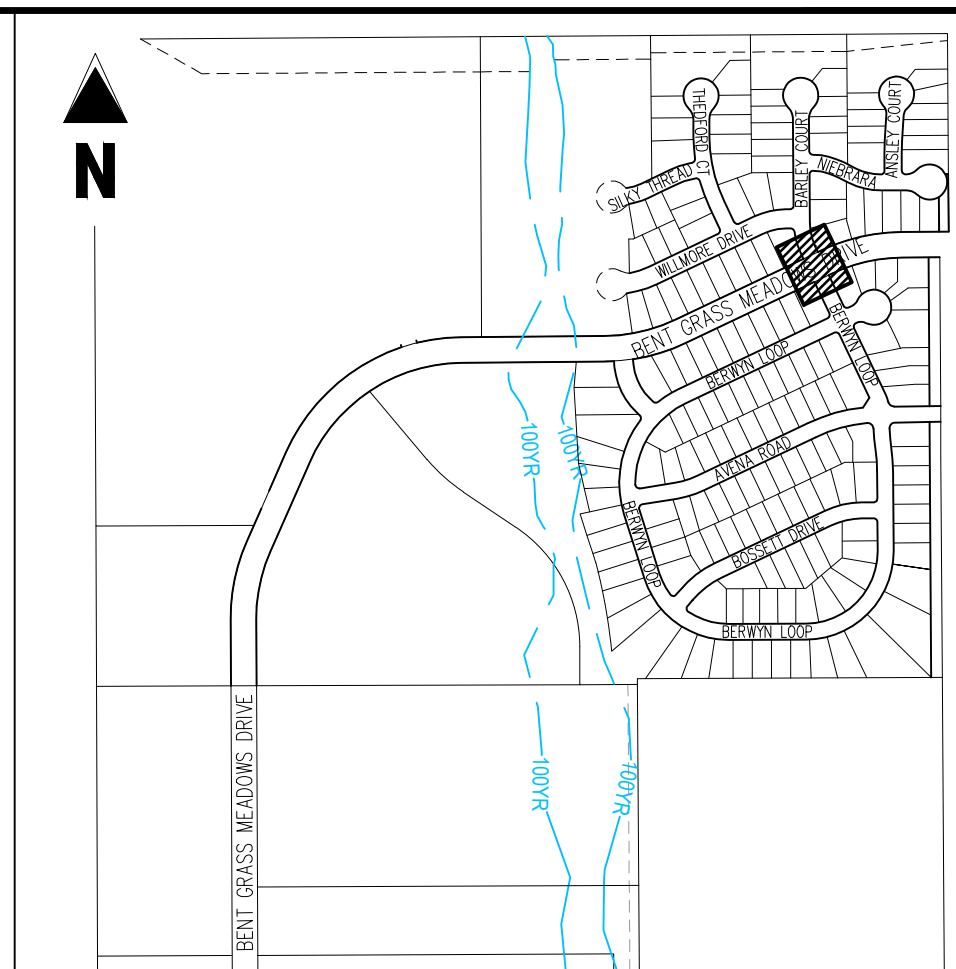 N
THEDFORD CT
BARLEY COURT
ANSLEY COURT
NIEBRARA
SILKY THREAD
WILLMORE DRIVE
BENT GRASS MEADOWS DRIVE
BERWYN LOOP
BERWYN LOOP
100YR
100YR
AVENA ROAD
BERWYN LOOP
BOSSETT DRIVE
BERWYN LOOP
BENT GRASS MEADOWS DRIVE
100YR
100YR